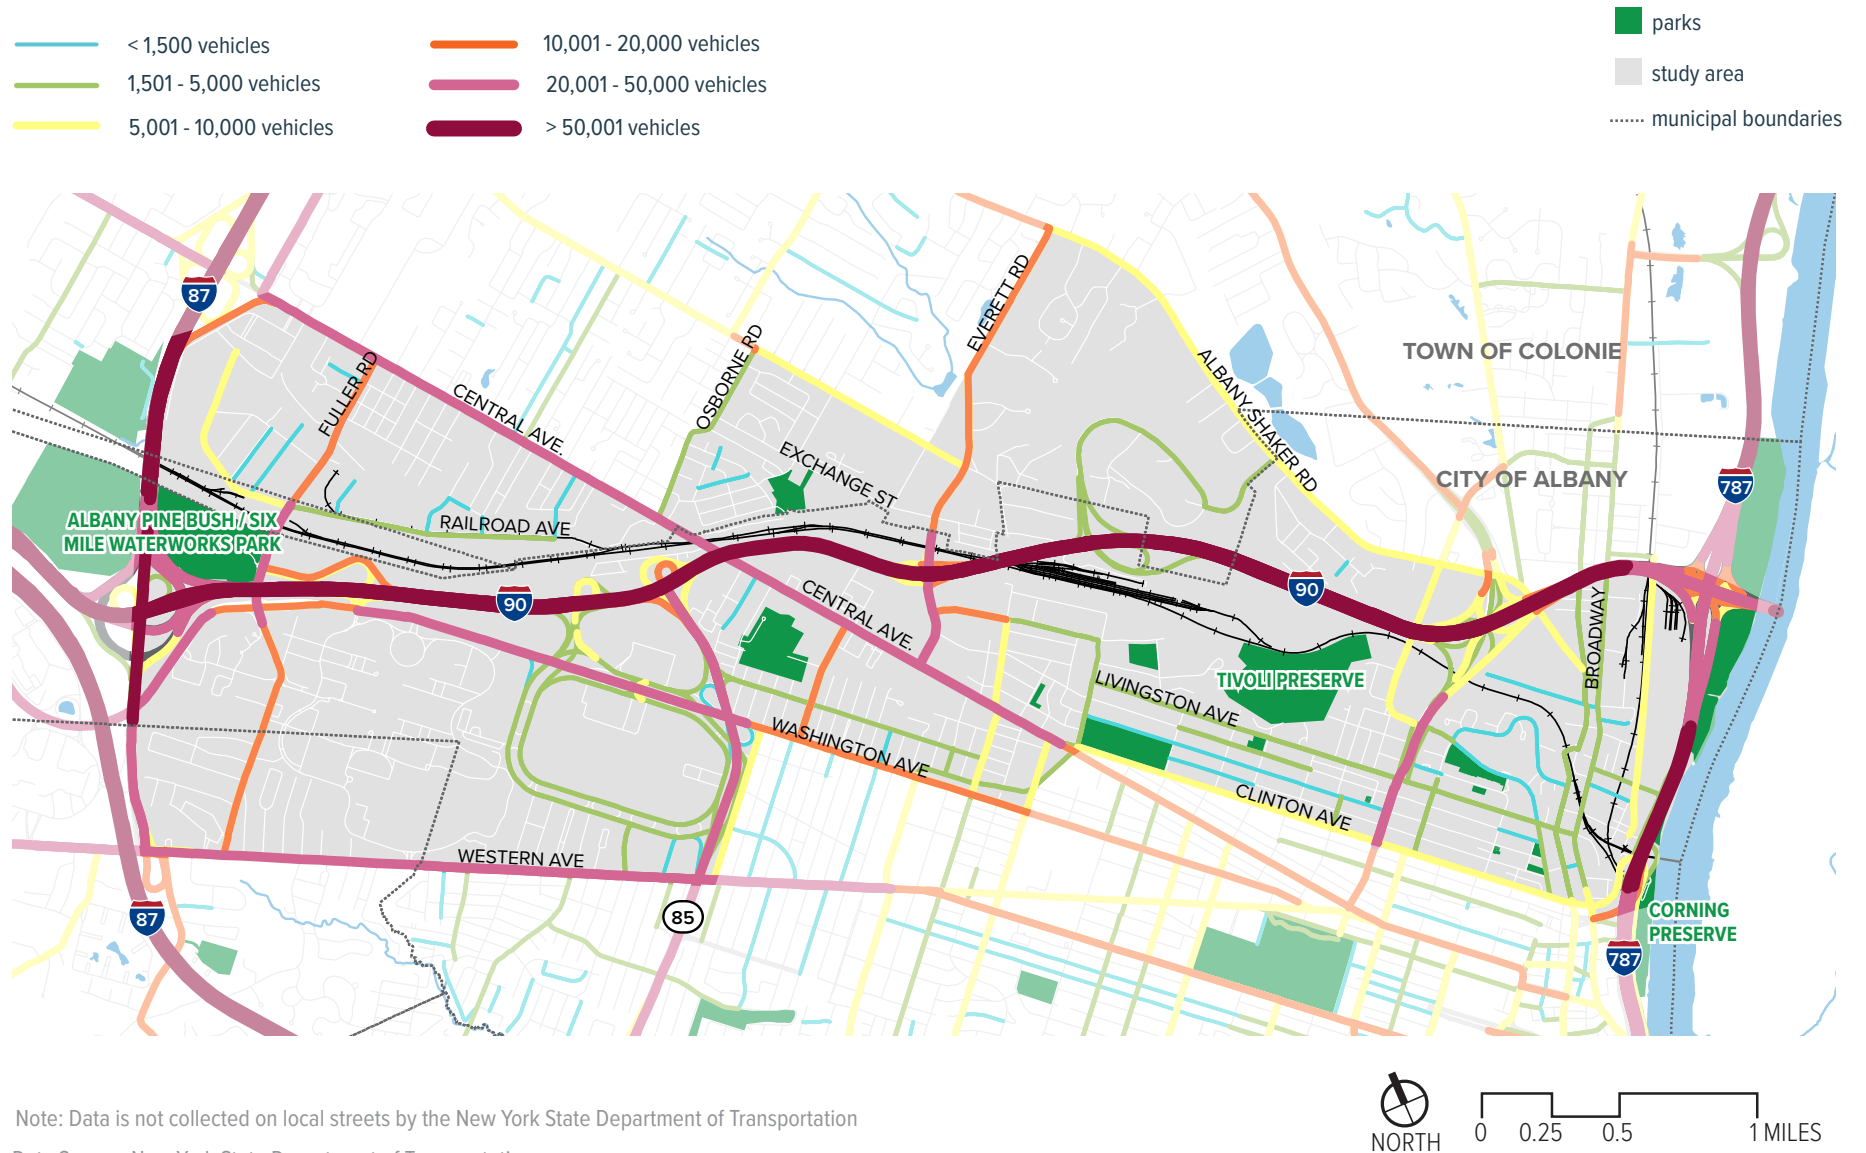 < 1,500 vehicles
1,501 - 5,000 vehicles
5,001 - 10,000 vehicles
10,001 - 20,000 vehicles
20,001 - 50,000 vehicles
> 50,001 vehicles
parks
study area
municipal boundaries
87
EVERETT RD
OSBORNE RD
FULLER RD
CENTRAL AVE.
ALBANY SHAKER RD
TOWN OF COLONIE
CITY OF ALBANY
EXCHANGE ST
787
ALBANY PINE BUSH / SIX
MILE WATERWORKS PARK
RAILROAD AVE
90
90
CENTRAL AVE.
BROADWAY
TIVOLI PRESERVE
LIVINGSTON AVE
WASHINGTON AVE
CLINTON AVE
WESTERN AVE
87
85
CORNING
PRESERVE
787
Note: Data is not collected on local streets by the New York State Department of Transportation
NORTH
0 0.25 0.5 1 MILES